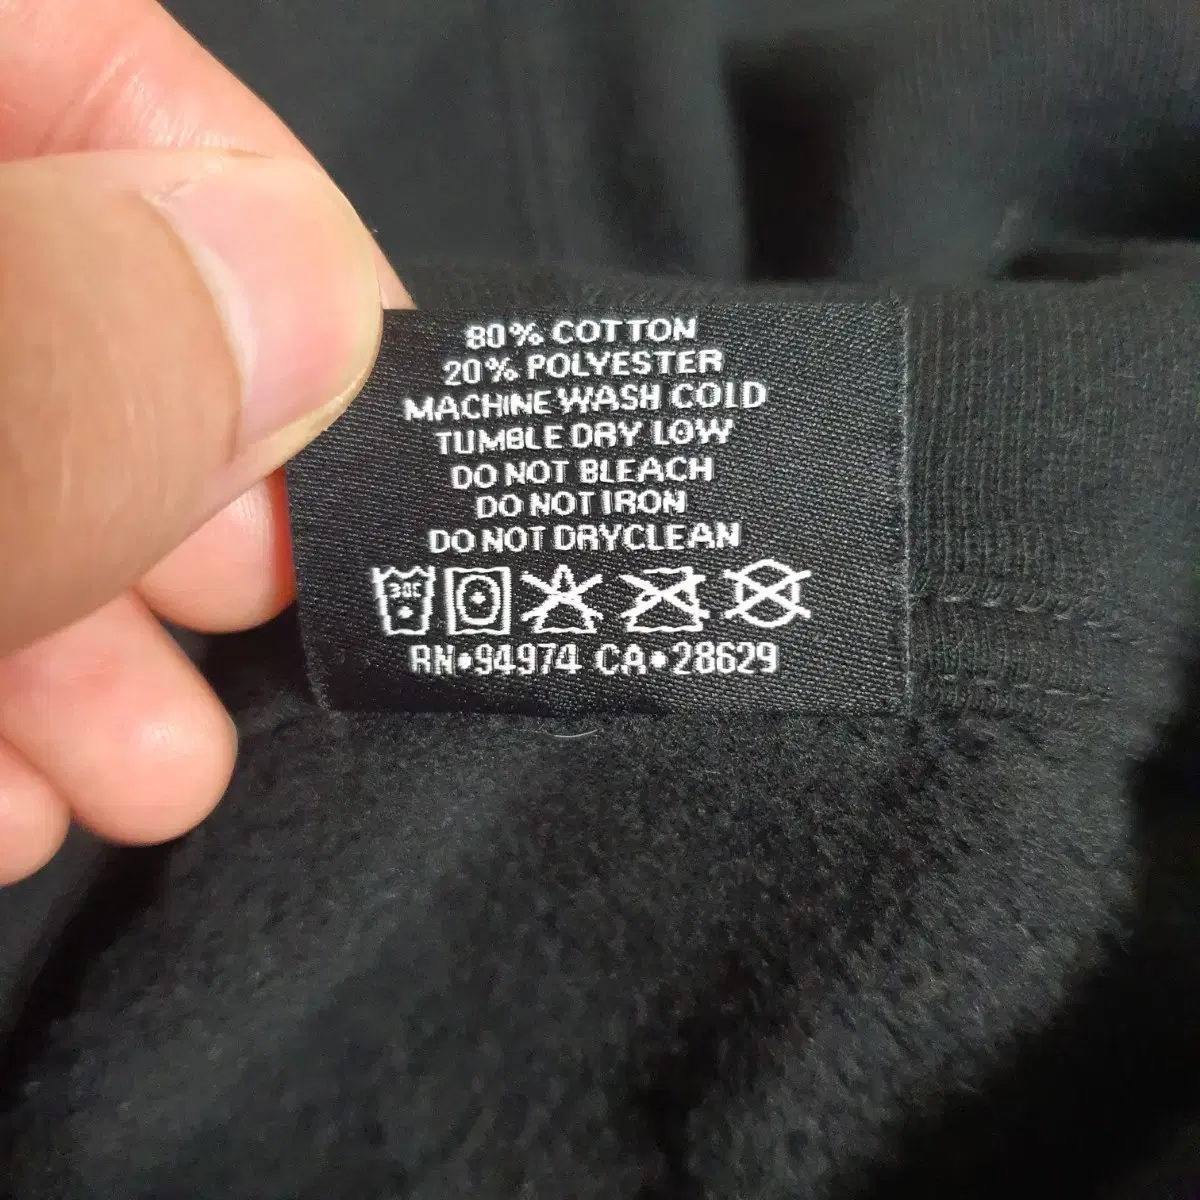 80% COTTON
20% POLYESTER
MACHINE WASH COLD
TUMBLE DRY LOW
DO NOT BLEACH
DO NOT IRON
DO NOT DRYCLEAN
30C
RN•94974 CA•28629